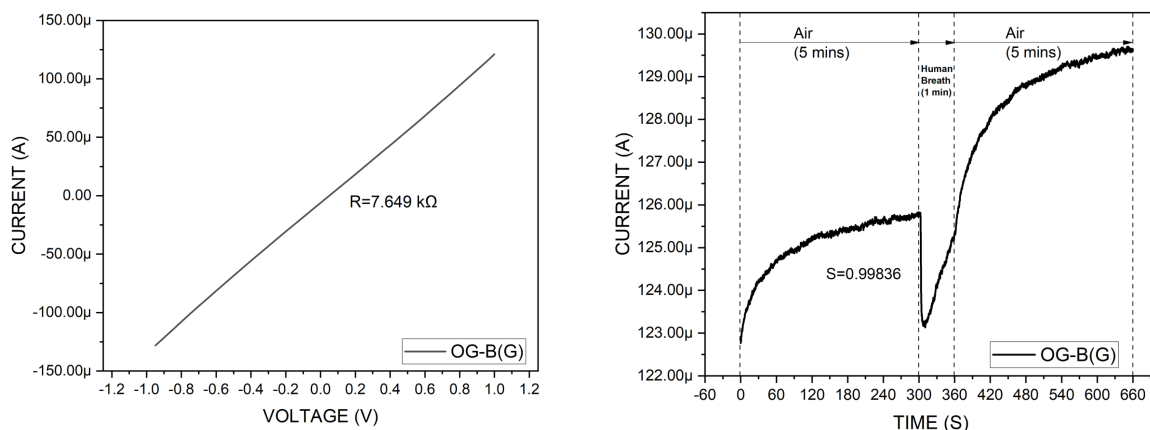 150.00µ
100.00µ
50.00µ
0.00
-50.00µ
-100.00µ
-150.00µ
CURRENT (A)
R=7.649 kΩ
OG-B(G)
-1.2 -1.0 -0.8 -0.6 -0.4 -0.2 0.0 0.2 0.4 0.6 0.8 1.0 1.2
VOLTAGE (V)
130.00µ
129.00µ
128.00µ
127.00µ
126.00µ
125.00µ
124.00µ
123.00µ
122.00µ
CURRENT (A)
Air
(5 mins)
Human
Breath
(1 min)
Air
(5 mins)
S=0.99836
OG-B(G)
-60 0 60 120 180 240 300 360 420 480 540 600 660
TIME (S)